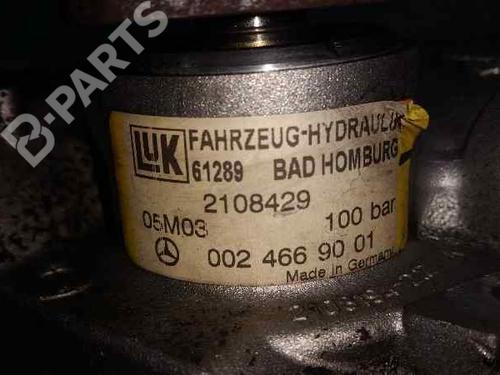 B-PARTS
LuK
FAHRZEUG-HYDRAULIK
61289 BAD HOMBURG
2108429
05M03 100 bar
002 466 90 01
Made in Germany